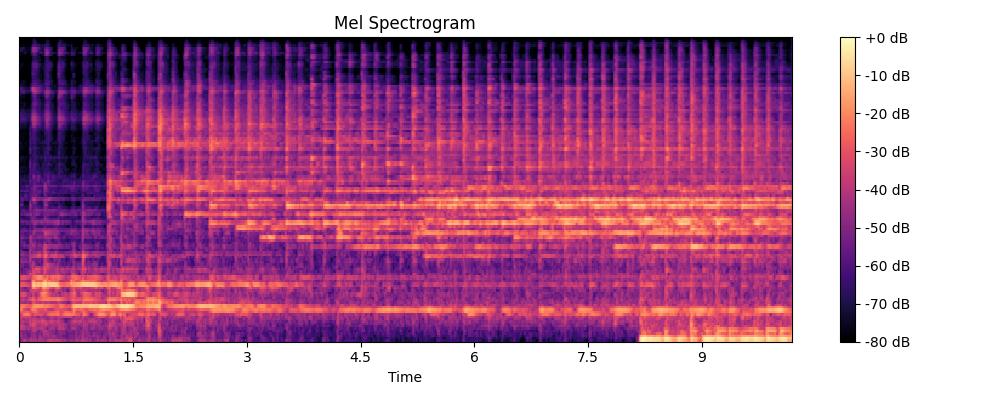 Mel Spectrogram
+0 dB
-10 dB
-20 dB
-30 dB
-40 dB
-50 dB
-60 dB
-70 dB
-80 dB
0 1.5 3 4.5 6 7.5 9
Time